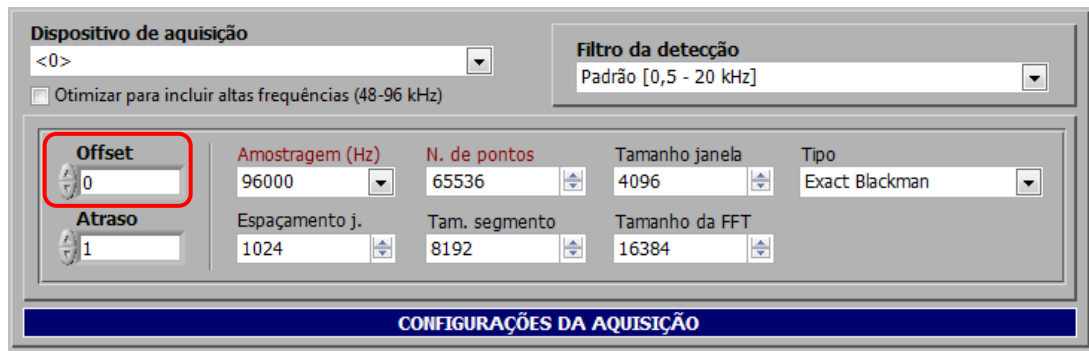 Dispositivo de aquisição
<0>
Otimizar para incluir altas frequências (48-96 kHz)
Filtro da detecção
Padrão [0,5 - 20 kHz]
Offset
0
Atraso
1
Amostragem (Hz)
96000
N. de pontos
65536
Tamanho janela
4096
Tipo
Exact Blackman
Espaçamento j.
1024
Tam. segmento
8192
Tamanho da FFT
16384
CONFIGURAÇÕES DA AQUISIÇÃO